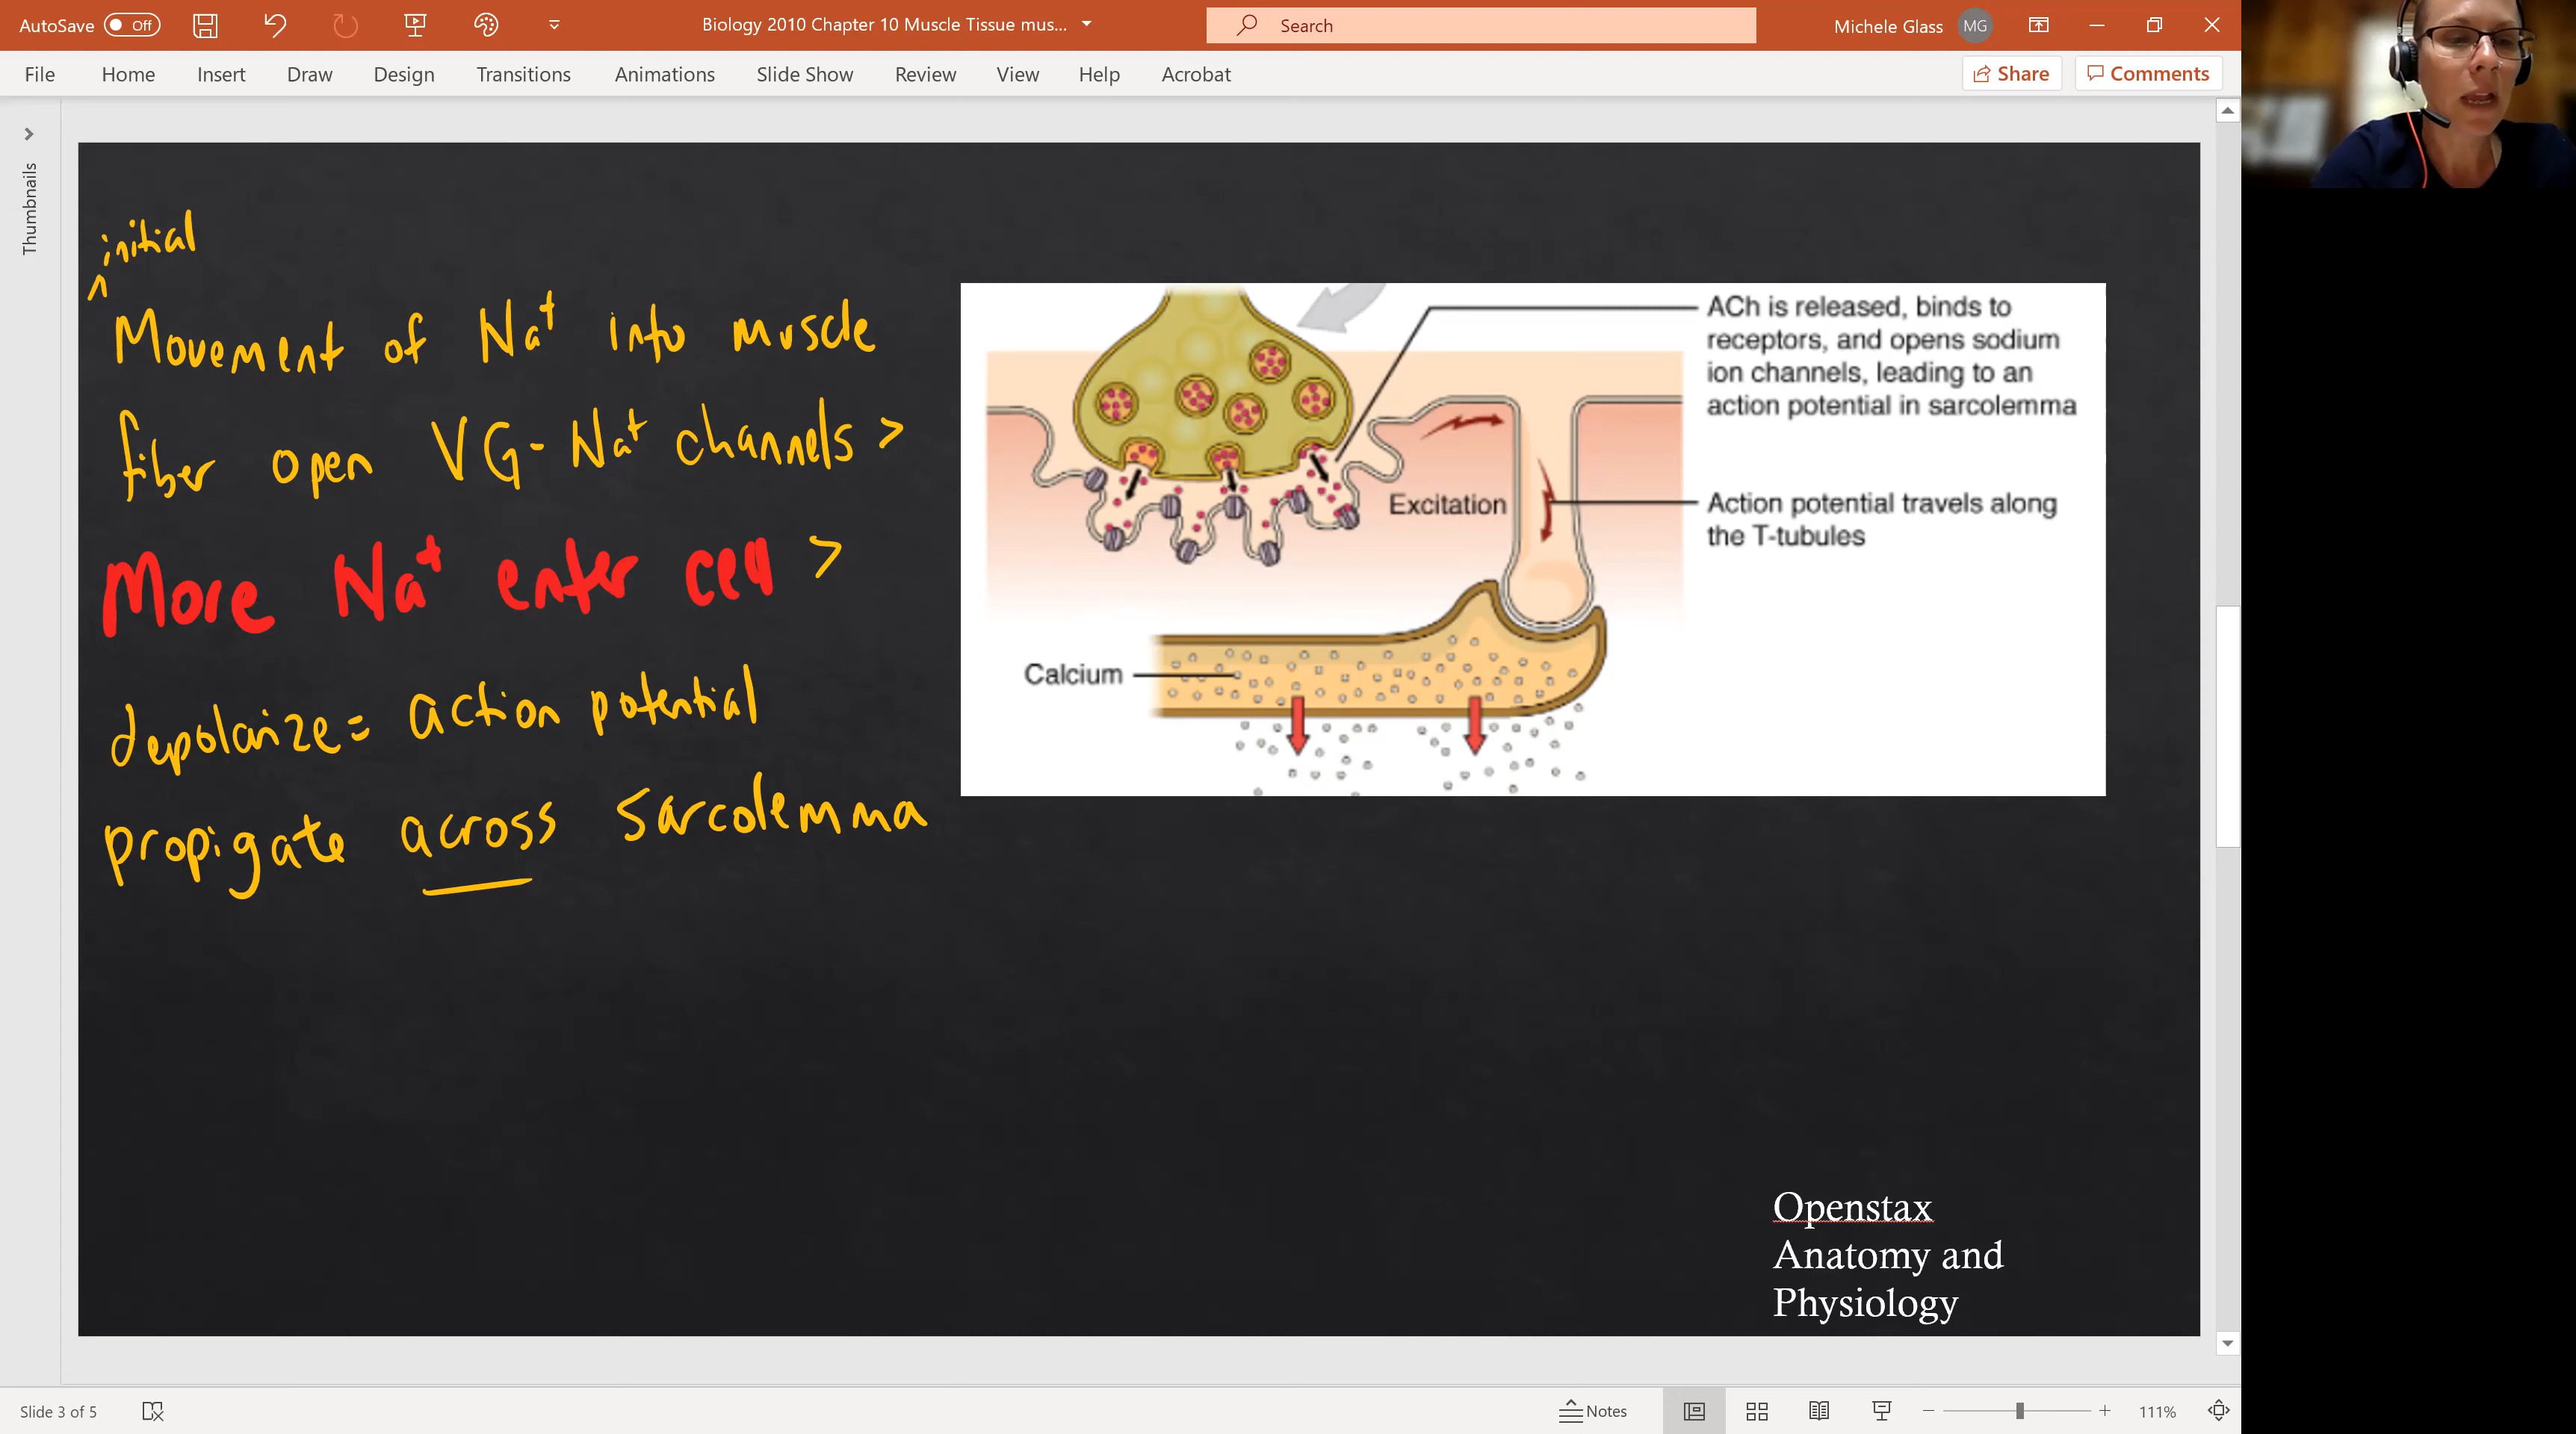 AutoSave Off
Biology 2010 Chapter 10 Muscle Tissue mus...
Search
Michele Glass MG
File Home Insert Draw Design Transitions Animations Slide Show Review View Help Acrobat
Share Comments
Thumbnails
initial
^
Movement of Na+ into muscle
fiber open VG-Na+ channels >
More Na+ enter cell >
depolarize = action potential
propigate across sarcolemma
ACh is released, binds to
receptors, and opens sodium
ion channels, leading to an
action potential in sarcolemma
Excitation
Action potential travels along
the T-tubules
Calcium
Openstax
Anatomy and
Physiology
Slide 3 of 5
Notes
111%